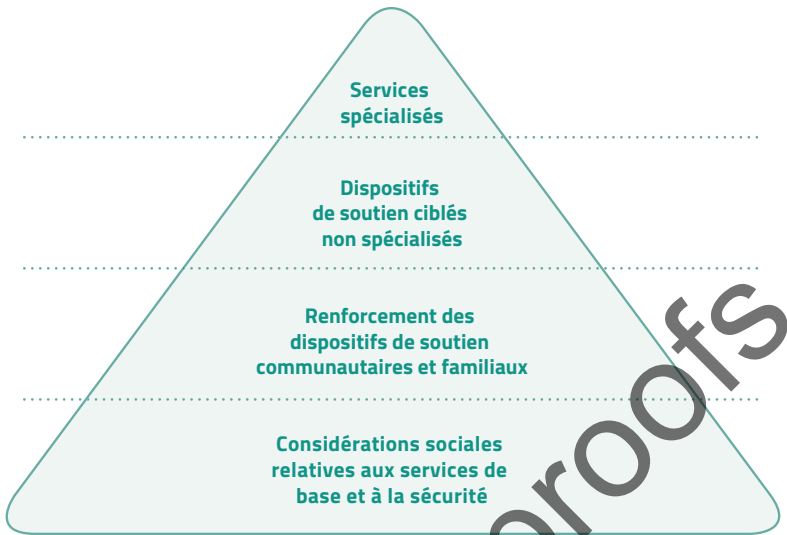 Services
spécialisés
Dispositifs
de soutien ciblés
non spécialisés
Renforcement des
dispositifs de soutien
communautaires et familiaux
Considérations sociales
relatives aux services de
base et à la sécurité
proofs